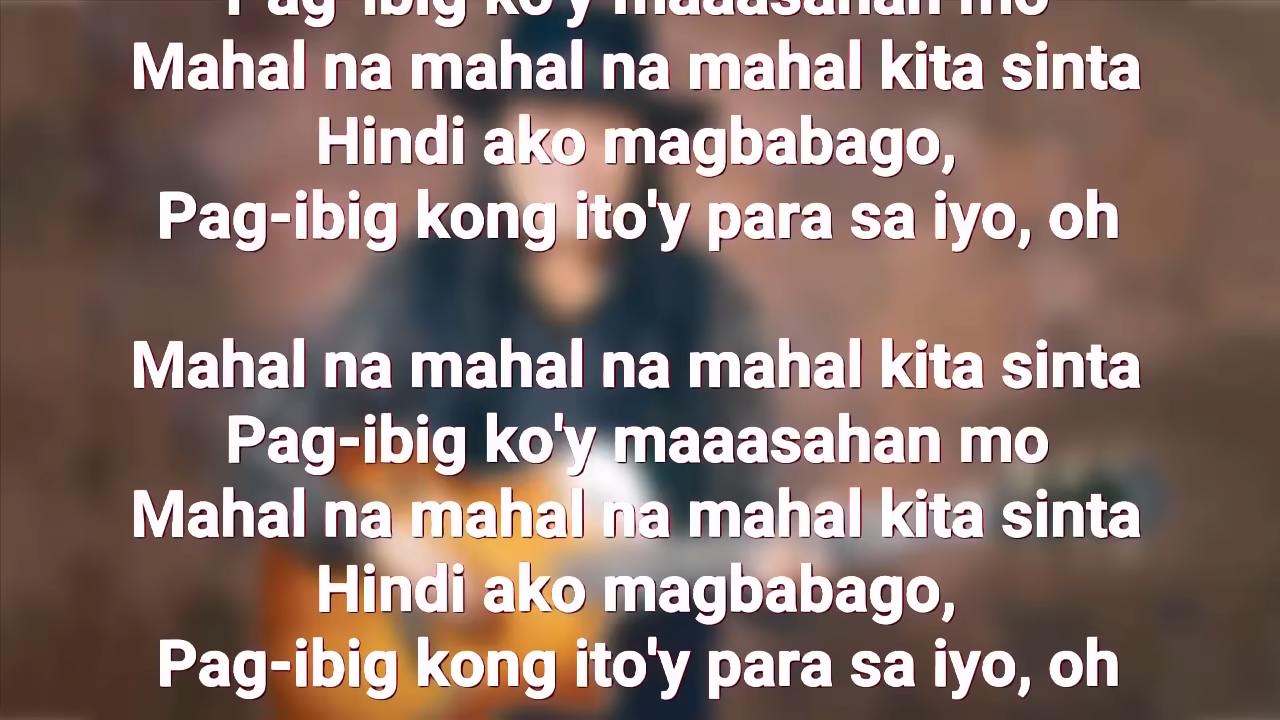 Pag-ibig ko'y maaasahan mo
Mahal na mahal na mahal kita sinta
Hindi ako magbabago,
Pag-ibig kong ito'y para sa iyo, oh
Mahal na mahal na mahal kita sinta
Pag-ibig ko'y maaasahan mo
Mahal na mahal na mahal kita sinta
Hindi ako magbabago,
Pag-ibig kong ito'y para sa iyo, oh